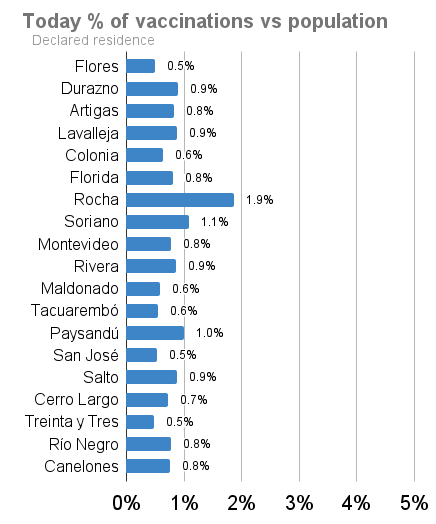 Today % of vaccinations vs population
Declared residence
Flores 0.5%
Durazno 0.9%
Artigas 0.8%
Lavalleja 0.9%
Colonia 0.6%
Florida 0.8%
Rocha 1.9%
Soriano 1.1%
Montevideo 0.8%
Rivera 0.9%
Maldonado 0.6%
Tacuarembó 0.6%
Paysandú 1.0%
San José 0.5%
Salto 0.9%
Cerro Largo 0.7%
Treinta y Tres 0.5%
Río Negro 0.8%
Canelones 0.8%
0% 1% 2% 3% 4% 5%